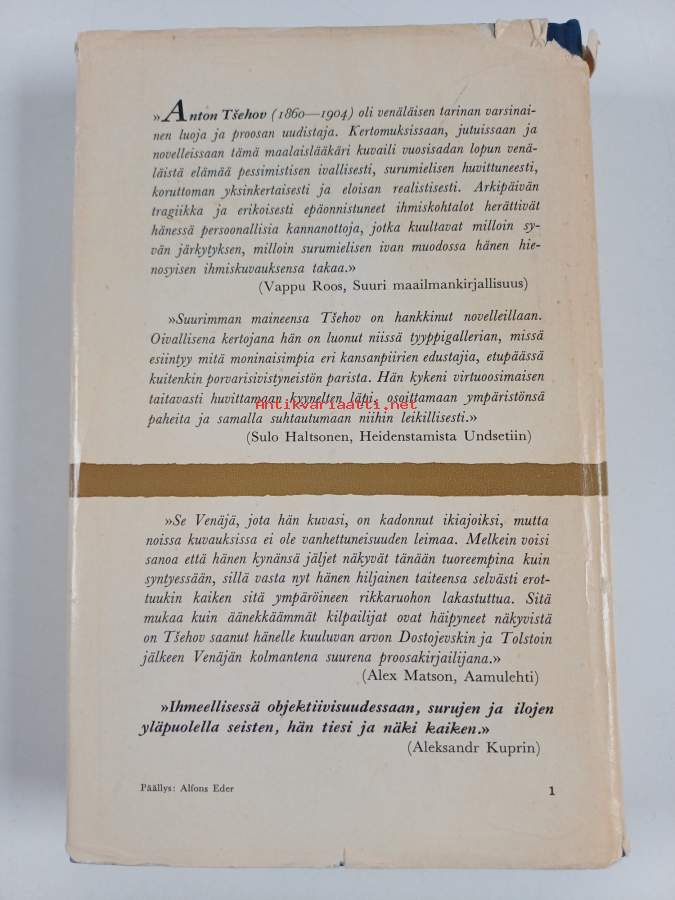 »Anton Tšehov (1860—1904) oli venäläisen tarinan varsinai-
nen luoja ja proosan uudistaja. Kertomuksissaan, jutuissaan ja
novelleissaan tämä maalaislääkäri kuvaili vuosisadan lopun venä-
läistä elämää pessimistisen ivallisesti, surumielisen huvittuneesti,
koruttoman yksinkertaisesti ja eloisan realistisesti. Arkipäivän
tragiikka ja erikoisesti epäonnistuneet ihmiskohtalot herättivät
hänessä persoonallisia kannanottoja, jotka kuultavat milloin sy-
vän järkytyksen, milloin surumielisen ivan muodossa hänen hie-
nosyisen ihmiskuvauksensa takaa.»
(Vappu Roos, Suuri maailmankirjallisuus)
»Suurimman maineensa Tšehov on hankkinut novelleillaan.
Oivallisena kertojana hän on luonut niissä tyyppigallerian, missä
esiintyy mitä moninaisimpia eri kansanpiirien edustajia, etupäässä
kuitenkin porvarisivistyneistön parista. Hän kykeni virtuoosimaisen
taitavasti huvittamaan kyynelten läpi, osoittamaan ympäristönsä
Antikvariaatti.net
paheita ja samalla suhtautumaan niihin leikillisesti.»
(Sulo Haltsonen, Heidenstamista Undsetiin)
»Se Venäjä, jota hän kuvasi, on kadonnut ikiajoiksi, mutta
noissa kuvauksissa ei ole vanhettuneisuuden leimaa. Melkein voisi
sanoa että hänen kynänsä jäljet näkyvät tänään tuoreempina kuin
syntyessään, sillä vasta nyt hänen hiljainen taiteensa selvästi erot-
tuukin kaiken sitä ympäröineen rikkaruohon lakastuttua. Sitä
mukaa kuin äänekkäämmät kilpailijat ovat häipyneet näkyvistä
on Tšehov saanut hänelle kuuluvan arvon Dostojevskin ja Tolstoin
jälkeen Venäjän kolmantena suurena proosakirjailijana.»
(Alex Matson, Aamulehti)
»Ihmeellisessä objektiivisuudessaan, surujen ja ilojen
yläpuolella seisten, hän tiesi ja näki kaiken.»
(Aleksandr Kuprin)
Päällys: Alfons Eder
1